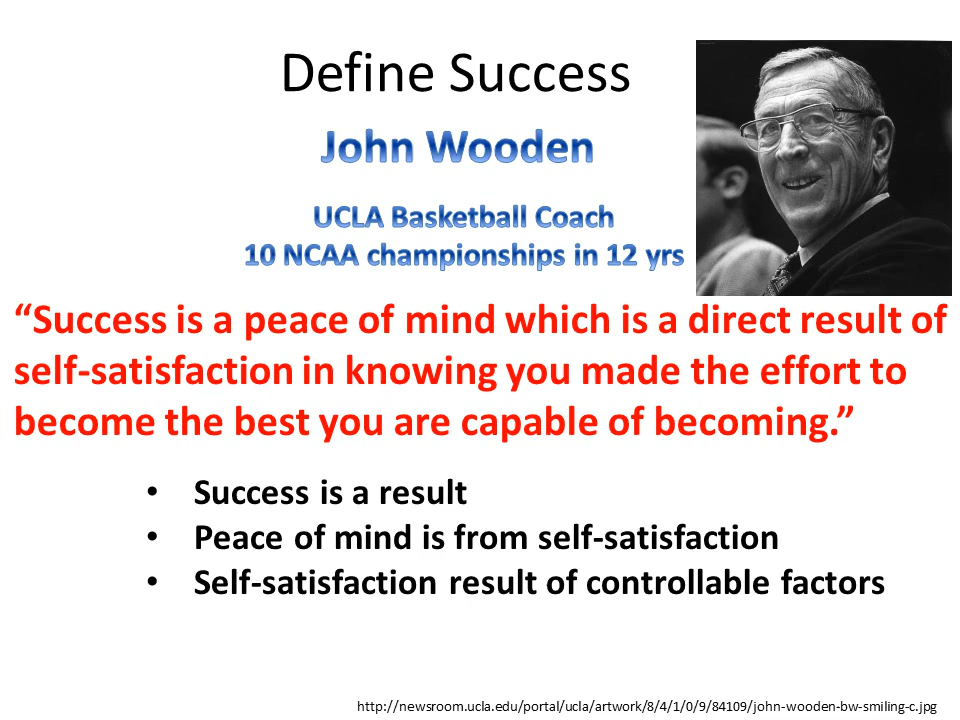 Define Success
John Wooden
UCLA Basketball Coach
10 NCAA championships in 12 yrs
“Success is a peace of mind which is a direct result of
self-satisfaction in knowing you made the effort to
become the best you are capable of becoming.”
• Success is a result
• Peace of mind is from self-satisfaction
• Self-satisfaction result of controllable factors
http://newsroom.ucla.edu/portal/ucla/artwork/8/4/1/0/9/84109/john-wooden-bw-smiling-c.jpg